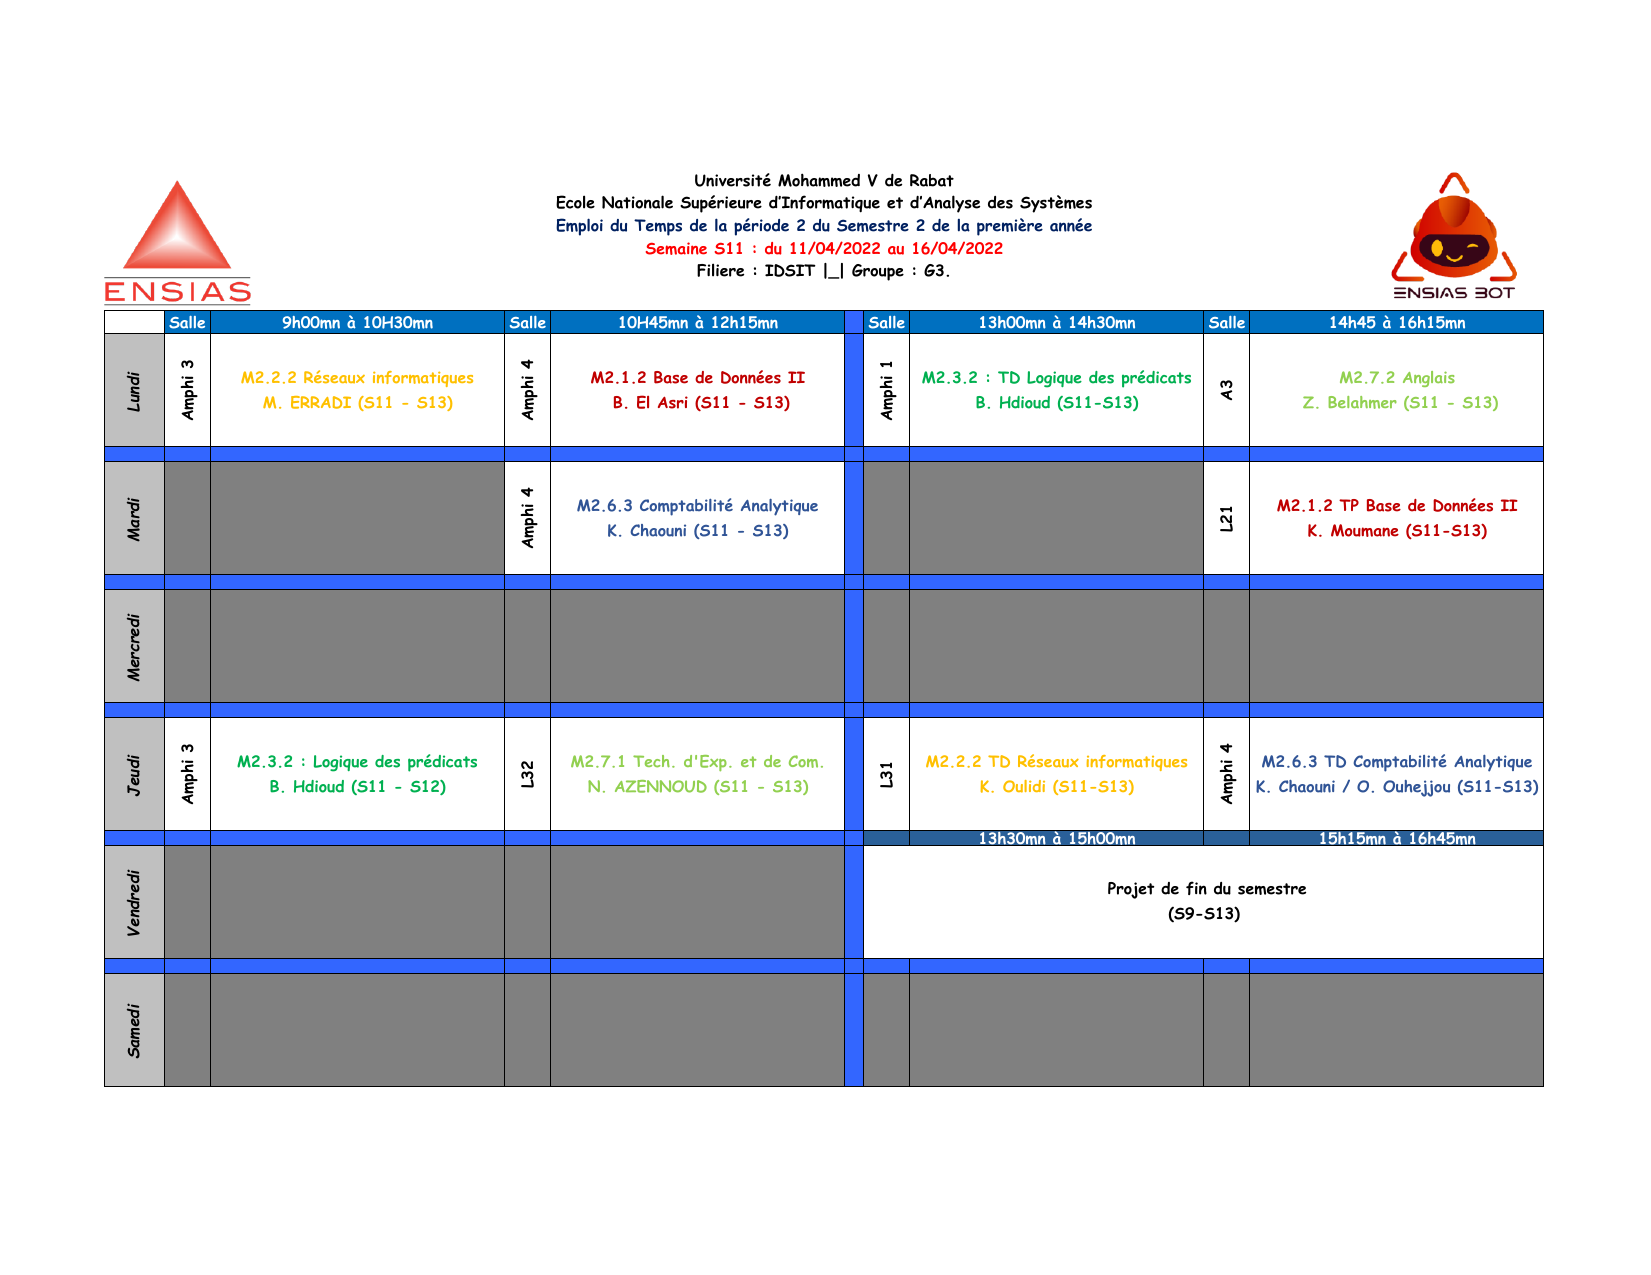 Université Mohammed V de Rabat
Ecole Nationale Supérieure d’Informatique et d’Analyse des Systèmes
Emploi du Temps de la période 2 du Semestre 2 de la première année
Semaine S11 : du 11/04/2022 au 16/04/2022
Filiere : IDSIT |_| Groupe : G3.
ENSIAS
ENSIAS BOT
Salle 9h00mn à 10H30mn Salle 10H45mn à 12h15mn Salle 13h00mn à 14h30mn Salle 14h45 à 16h15mn
Lundi
Amphi 3
M2.2.2 Réseaux informatiques
M. ERRADI (S11 - S13)
Amphi 4
M2.1.2 Base de Données II
B. El Asri (S11 - S13)
Amphi 1
M2.3.2 : TD Logique des prédicats
B. Hdioud (S11-S13)
A3
M2.7.2 Anglais
Z. Belahmer (S11 - S13)
Mardi
Amphi 4
M2.6.3 Comptabilité Analytique
K. Chaouni (S11 - S13)
L21
M2.1.2 TP Base de Données II
K. Moumane (S11-S13)
Mercredi
Jeudi
Amphi 3
M2.3.2 : Logique des prédicats
B. Hdioud (S11 - S12)
L32
M2.7.1 Tech. d'Exp. et de Com.
N. AZENNOUD (S11 - S13)
L31
M2.2.2 TD Réseaux informatiques
K. Oulidi (S11-S13)
Amphi 4
M2.6.3 TD Comptabilité Analytique
K. Chaouni / O. Ouhejjou (S11-S13)
13h30mn à 15h00mn 15h15mn à 16h45mn
Vendredi
Projet de fin du semestre
(S9-S13)
Samedi